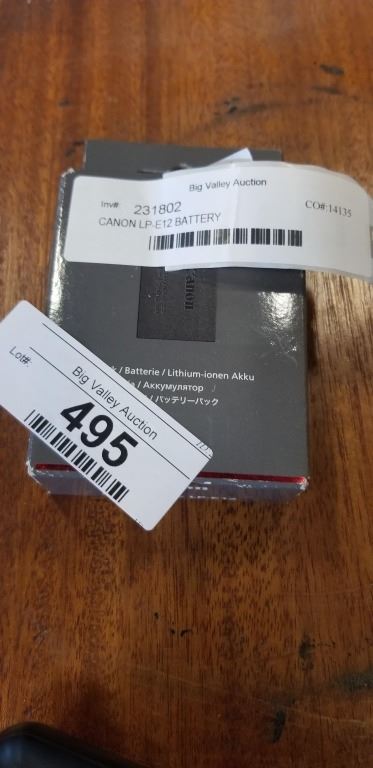 Big Valley Auction
Inv#: 231802
CO#:14135
CANON LP-E12 BATTERY
Canon
/ Batterie / Lithium-ionen Akku
/ Аккумулятор
/ バッテリーパック
Lot#:
Big Valley Auction
495